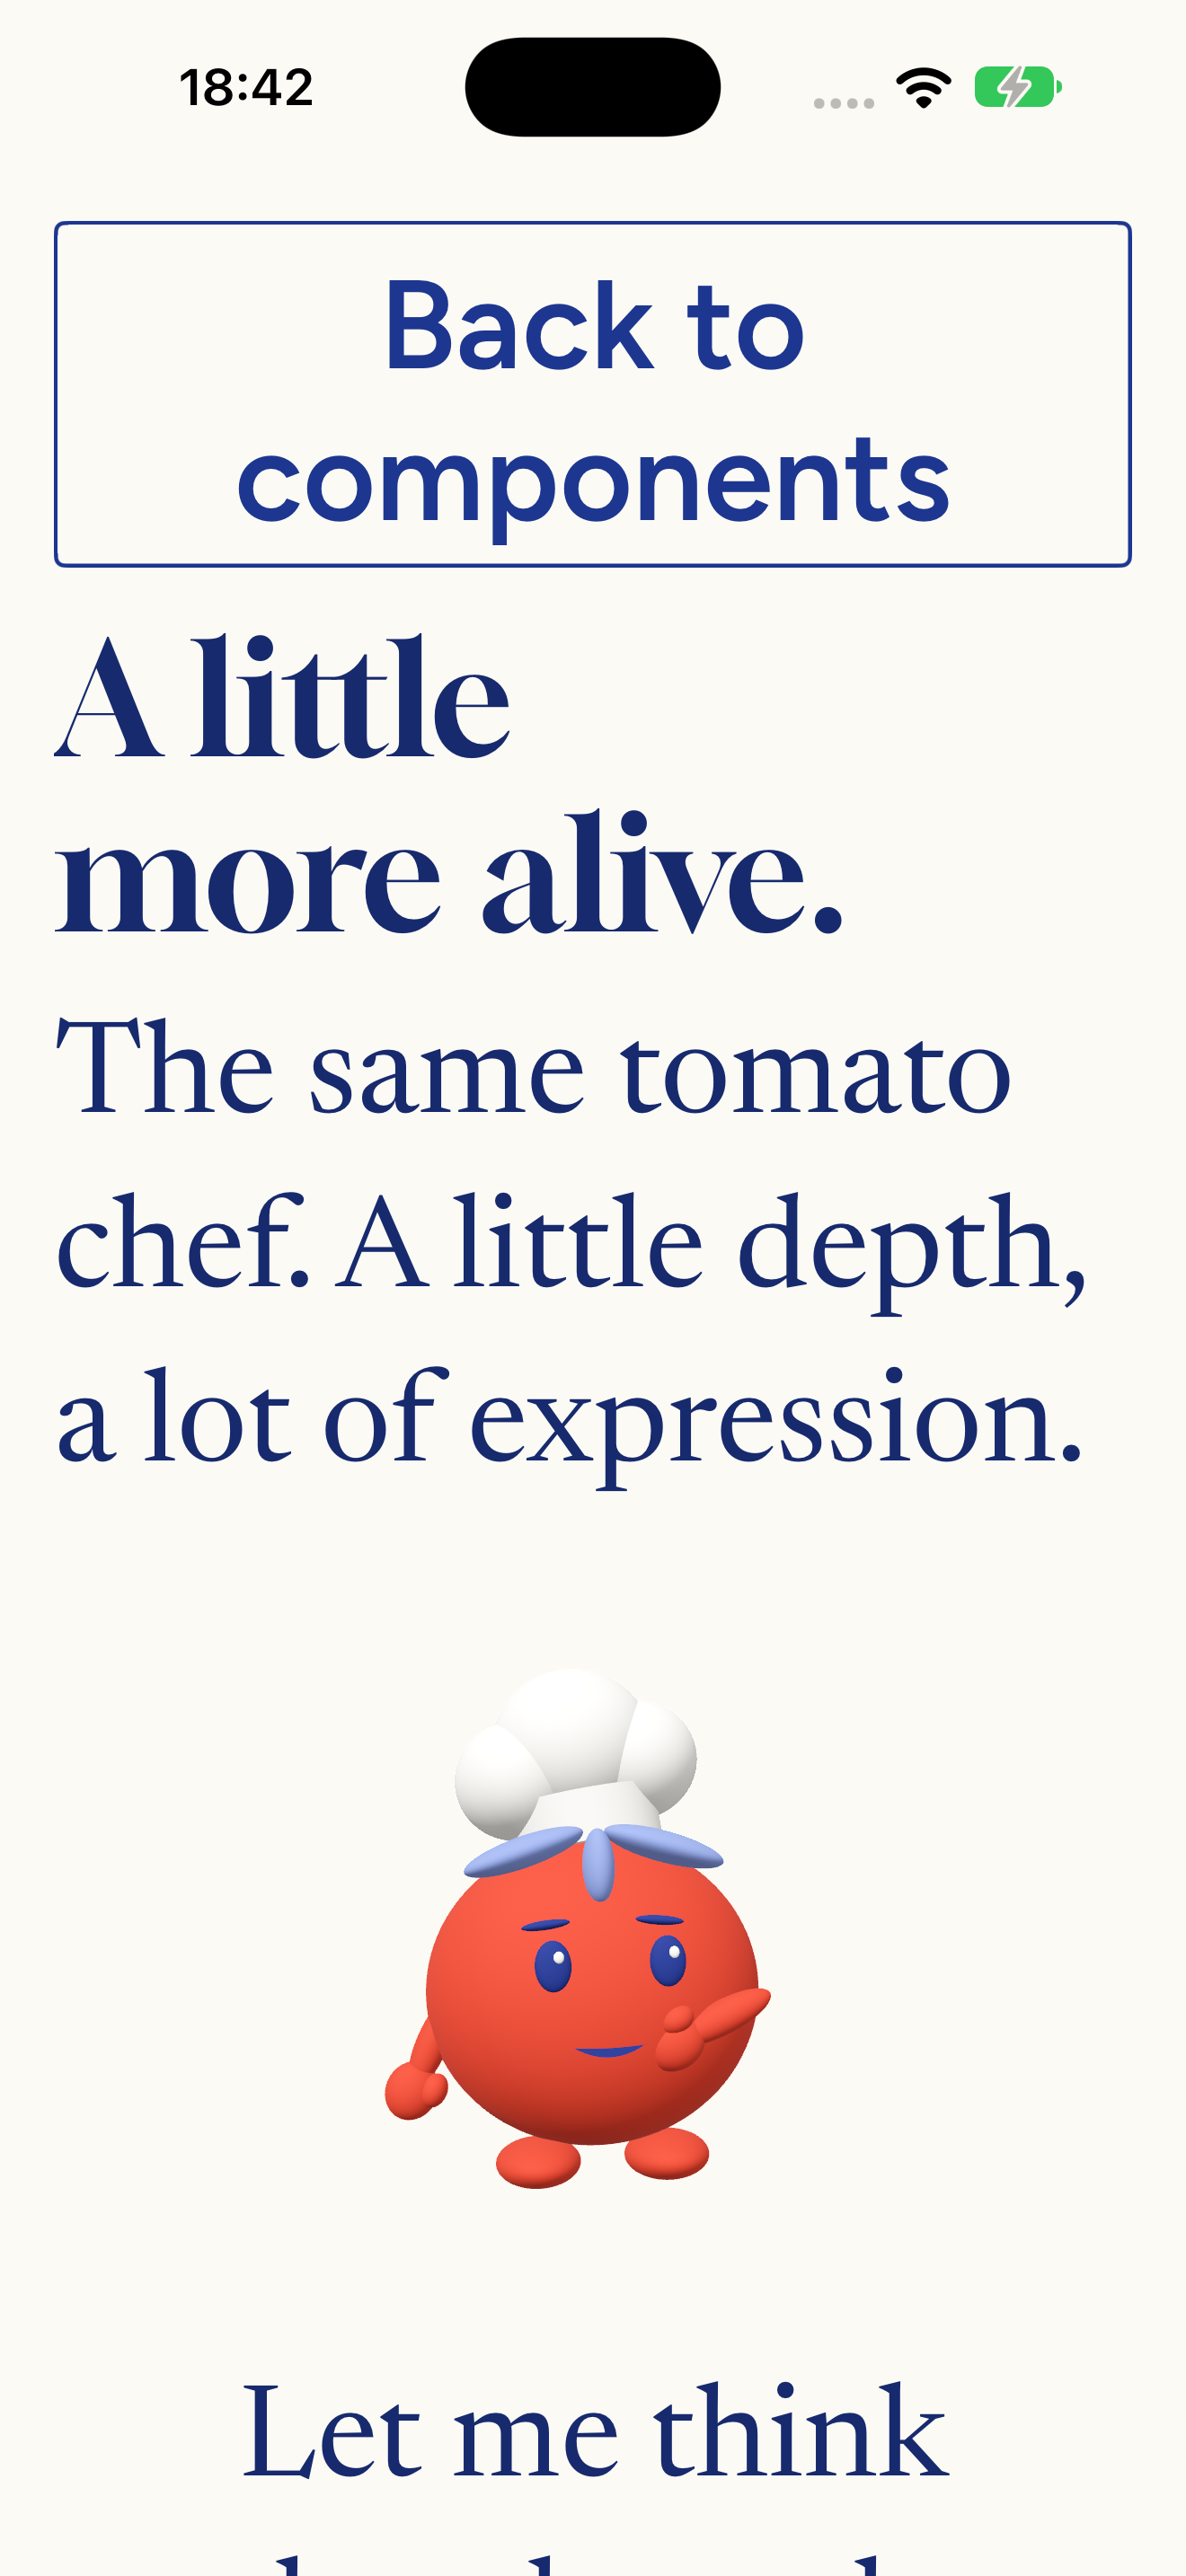 18:42
Back to
components
A little
more alive.
The same tomato
chef. A little depth,
a lot of expression.
Let me think